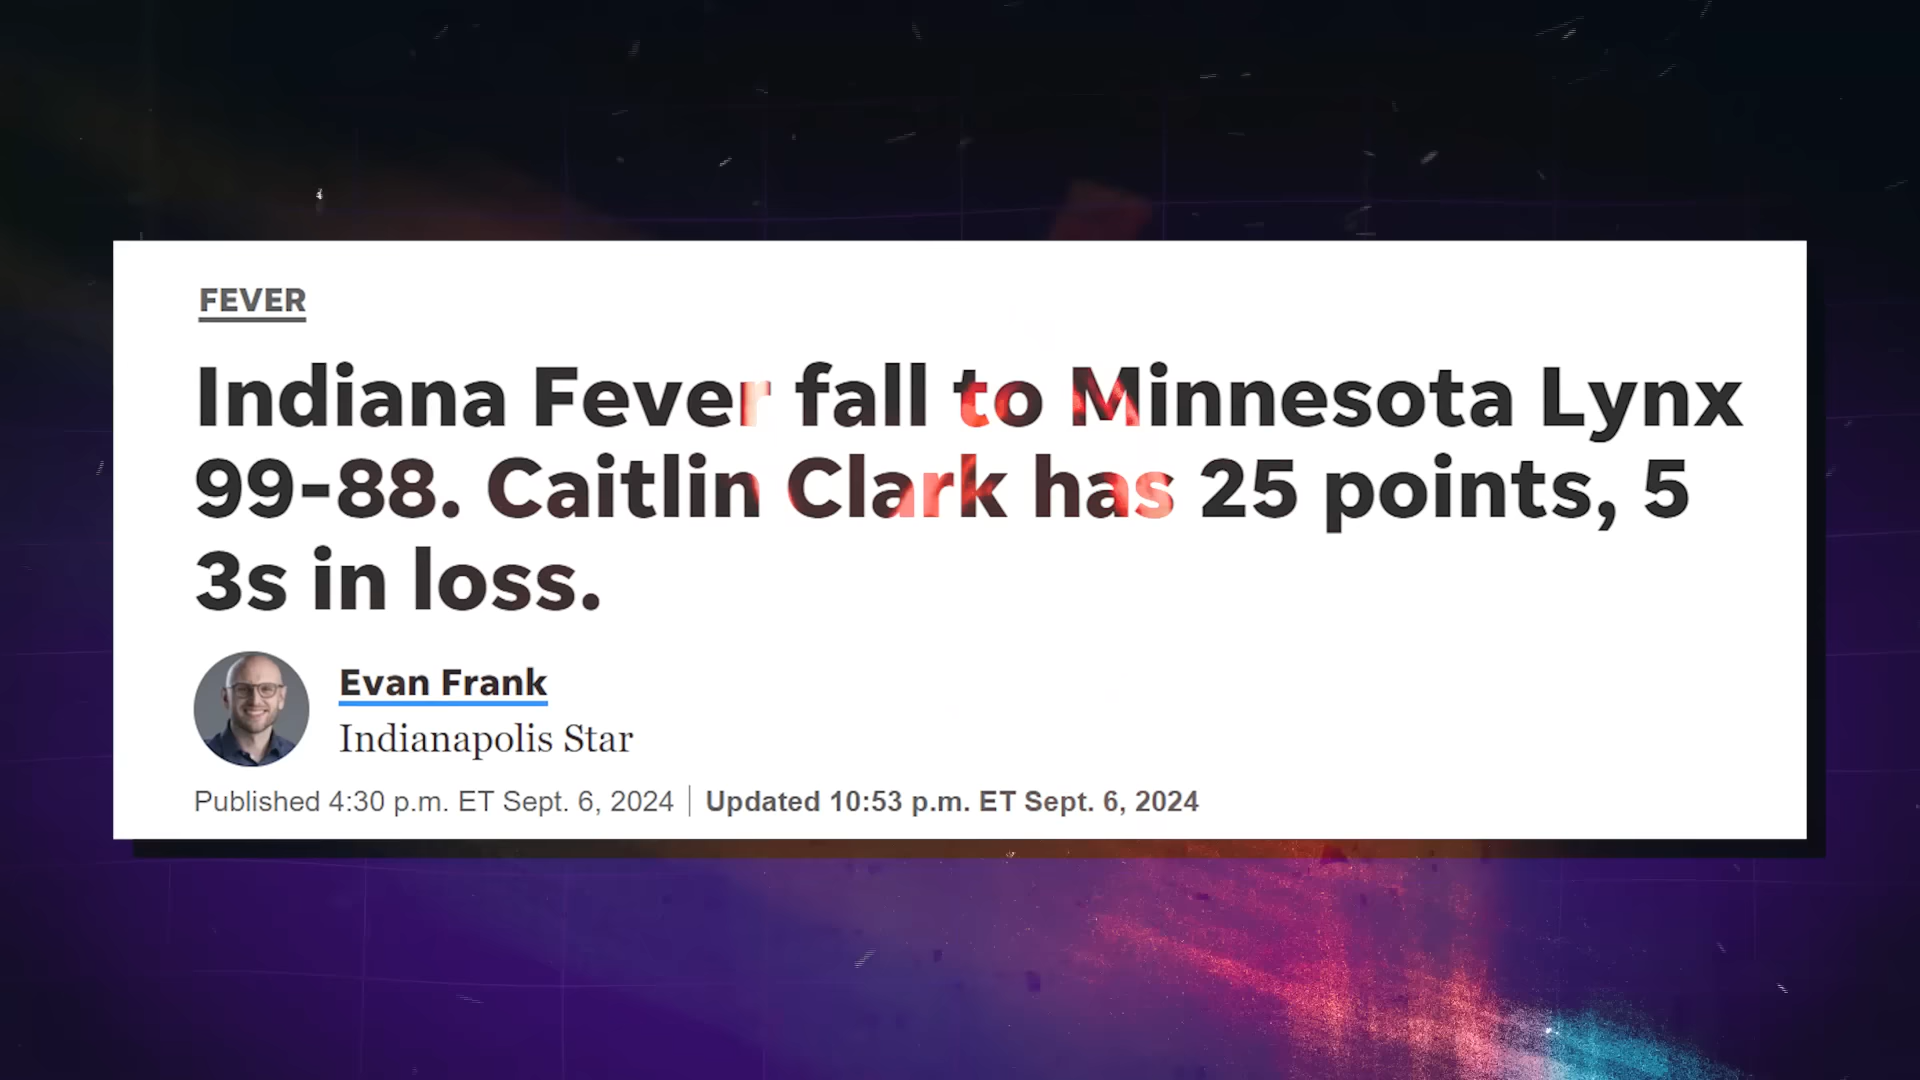 FEVER
Indiana Fever fall to Minnesota Lynx
99-88. Caitlin Clark has 25 points, 5
3s in loss.
Evan Frank
Indianapolis Star
Published 4:30 p.m. ET Sept. 6, 2024 | Updated 10:53 p.m. ET Sept. 6, 2024